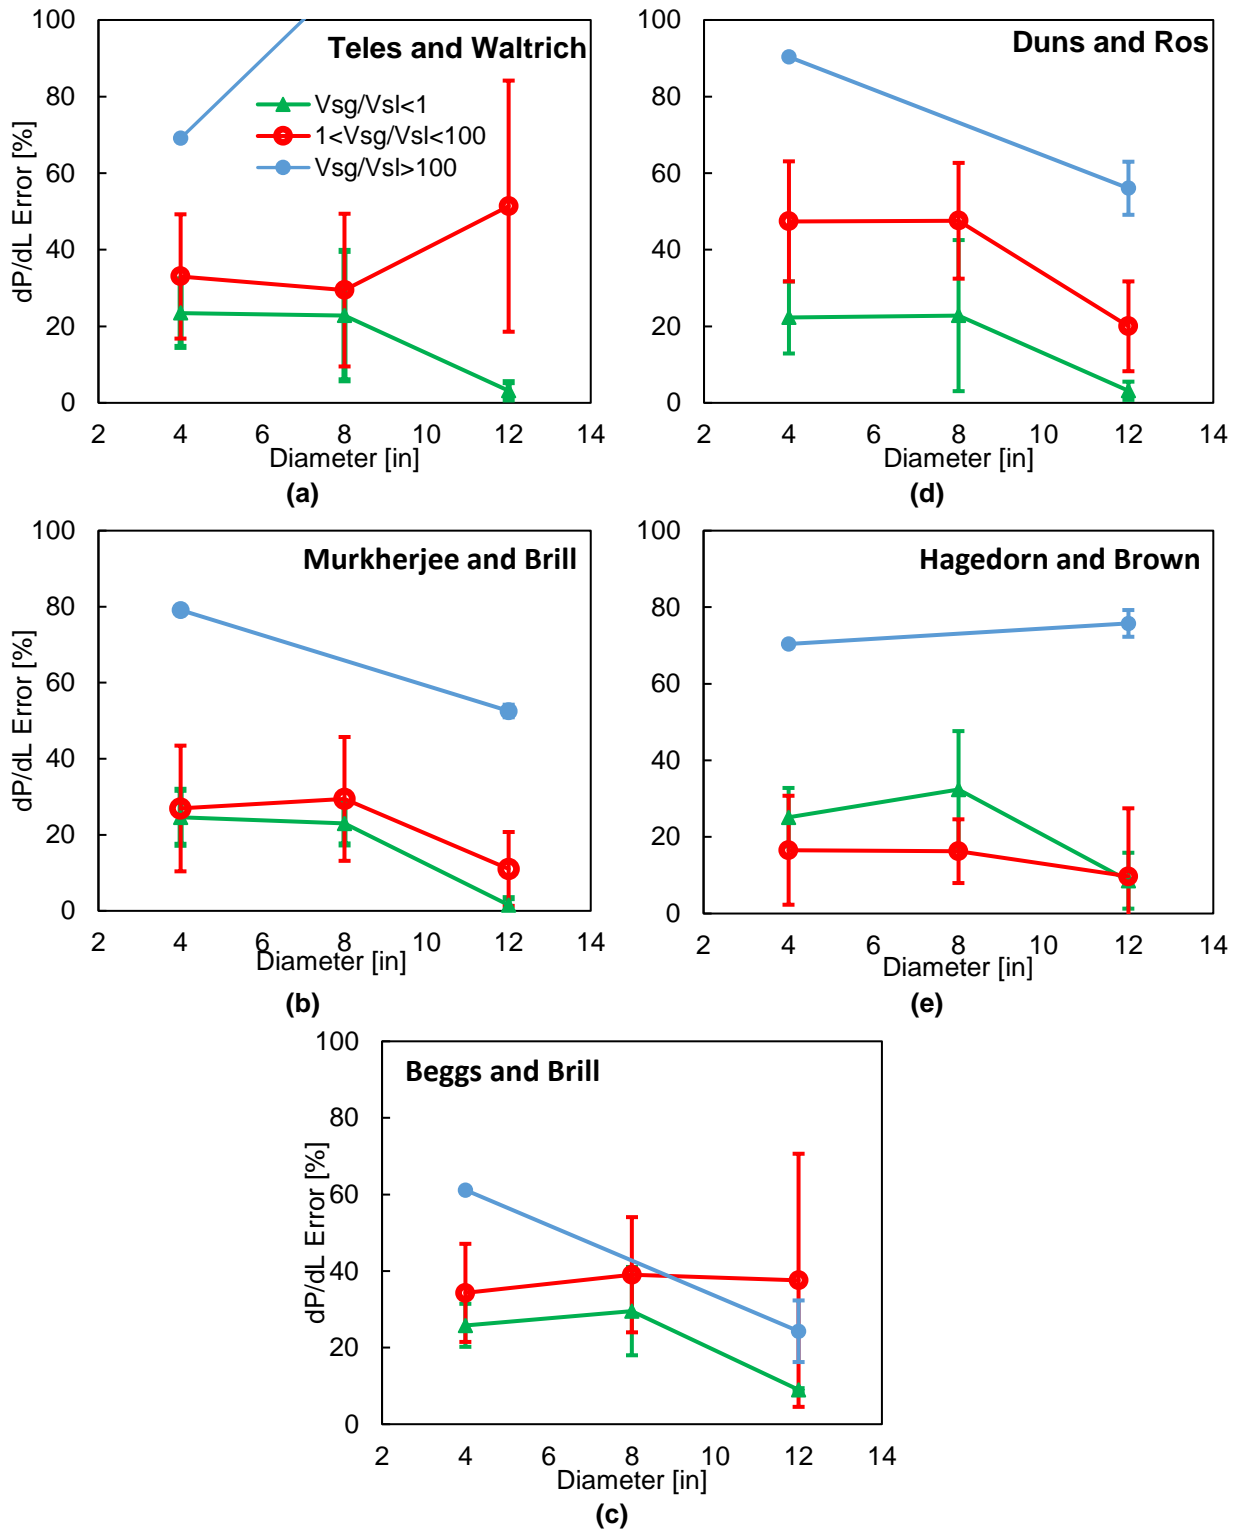 Teles and Waltrich
Vsg/Vsl<1
1<Vsg/Vsl<100
Vsg/Vsl>100
dP/dL Error [%]
100
80
60
40
20
0
2 4 6 8 10 12 14
Diameter [in]
(a)
Duns and Ros
100
80
60
40
20
0
2 4 6 8 10 12 14
Diameter [in]
(d)
Murkherjee and Brill
dP/dL Error [%]
100
80
60
40
20
0
2 4 6 8 10 12 14
Diameter [in]
(b)
Hagedorn and Brown
100
80
60
40
20
0
2 4 6 8 10 12 14
Diameter [in]
(e)
Beggs and Brill
dP/dL Error [%]
100
80
60
40
20
0
2 4 6 8 10 12 14
Diameter [in]
(c)